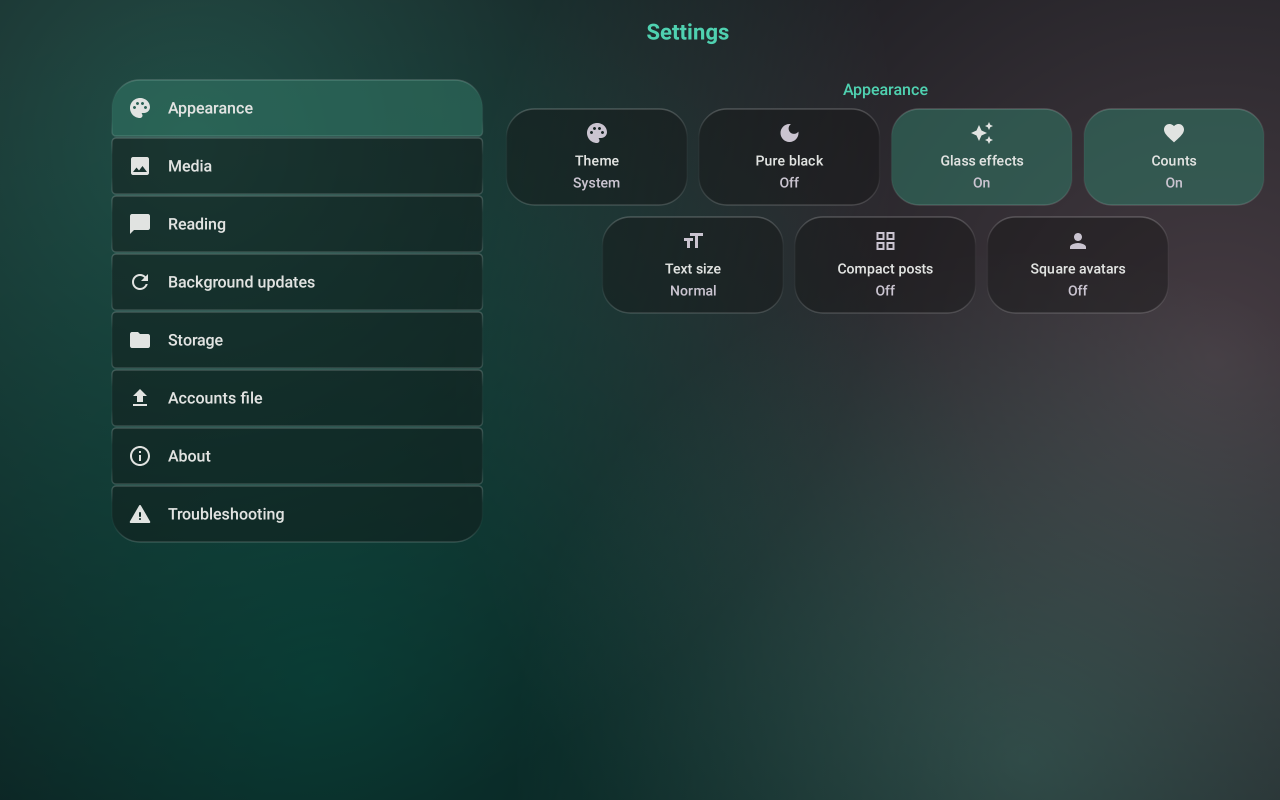 Settings
Appearance
Media
Reading
Background updates
Storage
Accounts file
About
Troubleshooting
Appearance
Theme
System
Pure black
Off
Glass effects
On
Counts
On
Text size
Normal
Compact posts
Off
Square avatars
Off